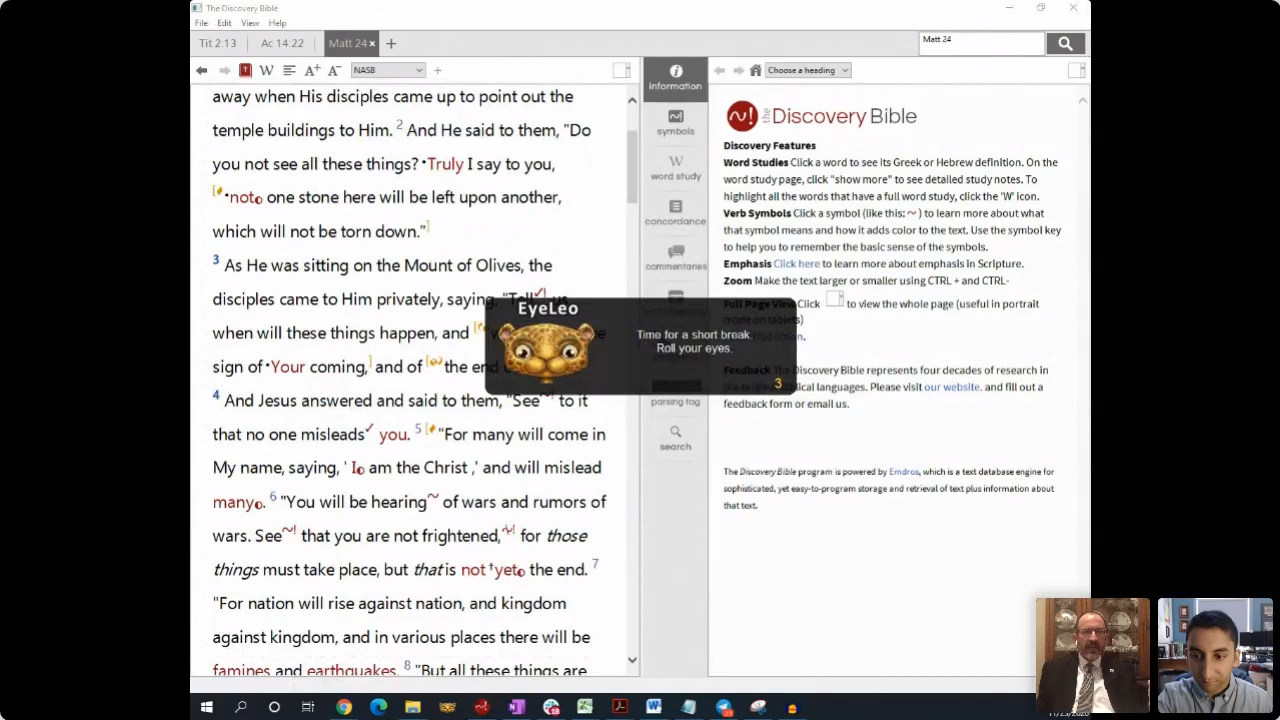 The Discovery Bible
File Edit View Help
Tit 2:13 Ac 14:22 Matt 24 × +
Matt 24
W A+ A- NASB +
away when His disciples came up to point out the
temple buildings to Him. 2 And He said to them, "Do
you not see all these things? •Truly I say to you,
[•not one stone here will be left upon another,
which will not be torn down."]
3 As He was sitting on the Mount of Olives, the
disciples came to Him privately, saying, "Tell✓ us,
when will these things happen, and
sign of •Your coming,] and of [ the end
4 And Jesus answered and said to them, "See~ to it
that no one misleads✓ you. 5 [ "For many will come in
My name, saying, ' I am the Christ ,' and will mislead
many. 6 "You will be hearing~ of wars and rumors of
wars. See~! that you are not frightened,~! for those
things must take place, but that is not †yet the end. 7
"For nation will rise against nation, and kingdom
against kingdom, and in various places there will be
famines and earthquakes. 8 "But all these things are
information
symbols
W
word study
concordance
commentaries
parsing tag
search
Choose a heading
~! the Discovery Bible
Discovery Features
Word Studies Click a word to see its Greek or Hebrew definition. On the
word study page, click "show more" to see detailed study notes. To
highlight all the words that have a full word study, click the 'W' icon.
Verb Symbols Click a symbol (like this: ~ ) to learn more about what
that symbol means and how it adds color to the text. Use the symbol key
to help you to remember the basic sense of the symbols.
Emphasis Click here to learn more about emphasis in Scripture.
Zoom Make the text larger or smaller using CTRL + and CTRL-
Full Page View Click to view the whole page (useful in portrait
mode on tablets)
Feedback The Discovery Bible represents four decades of research in
biblical languages. Please visit our website. and fill out a
feedback form or email us.
The Discovery Bible program is powered by Emdros, which is a text database engine for
sophisticated, yet easy-to-program storage and retrieval of text plus information about
that text.
EyeLeo
Time for a short break.
Roll your eyes.
3